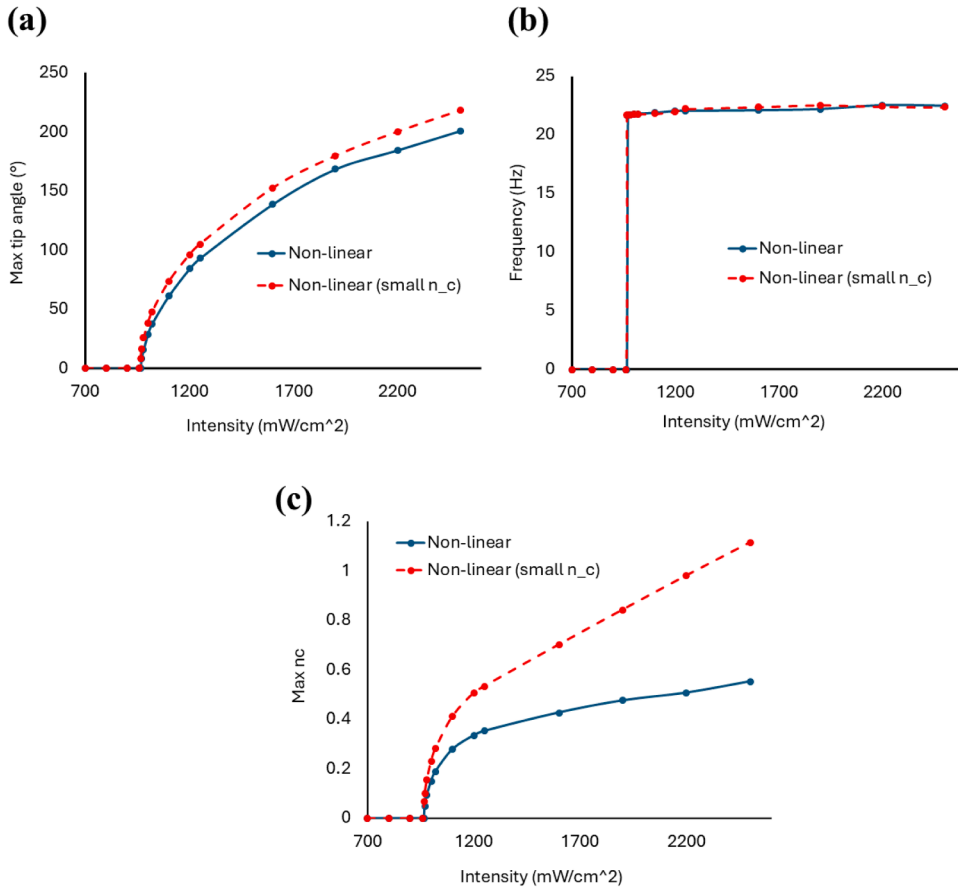 (a)
250
200
150
100
50
0
Max tip angle (°)
Non-linear
Non-linear (small n_c)
700
1200
1700
2200
Intensity (mW/cm^2)
(b)
25
20
15
10
5
0
Frequency (Hz)
Non-linear
Non-linear (small n_c)
700
1200
1700
2200
Intensity (mW/cm^2)
(c)
1.2
1
0.8
0.6
0.4
0.2
0
Max nc
Non-linear
Non-linear (small n_c)
700
1200
1700
2200
Intensity (mW/cm^2)